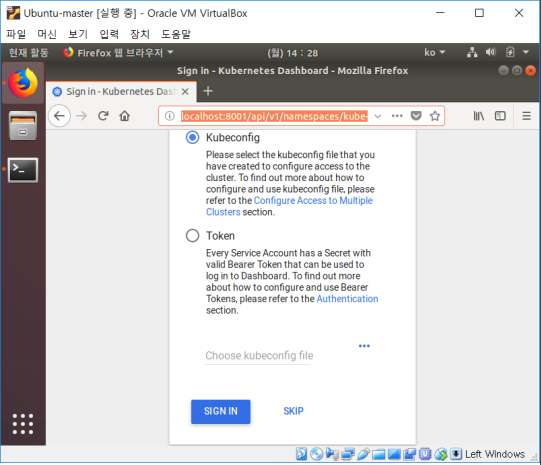 Ubuntu-master [실행 중] - Oracle VM VirtualBox
파일 머신 보기 입력 장치 도움말
현재 활동 Firefox 웹 브라우저 (월) 14 : 28 ko
Sign in - Kubernetes Dashboard - Mozilla Firefox
Sign in - Kubernetes Dash
localhost:8001/api/v1/namespaces/kube-
Kubeconfig
Please select the kubeconfig file that you
have created to configure access to the
cluster. To find out more about how to
configure and use kubeconfig file, please
refer to the Configure Access to Multiple
Clusters section.
Token
Every Service Account has a Secret with
valid Bearer Token that can be used to
log in to Dashboard. To find out more
about how to configure and use Bearer
Tokens, please refer to the Authentication
section.
Choose kubeconfig file
SIGN IN SKIP
Left Windows